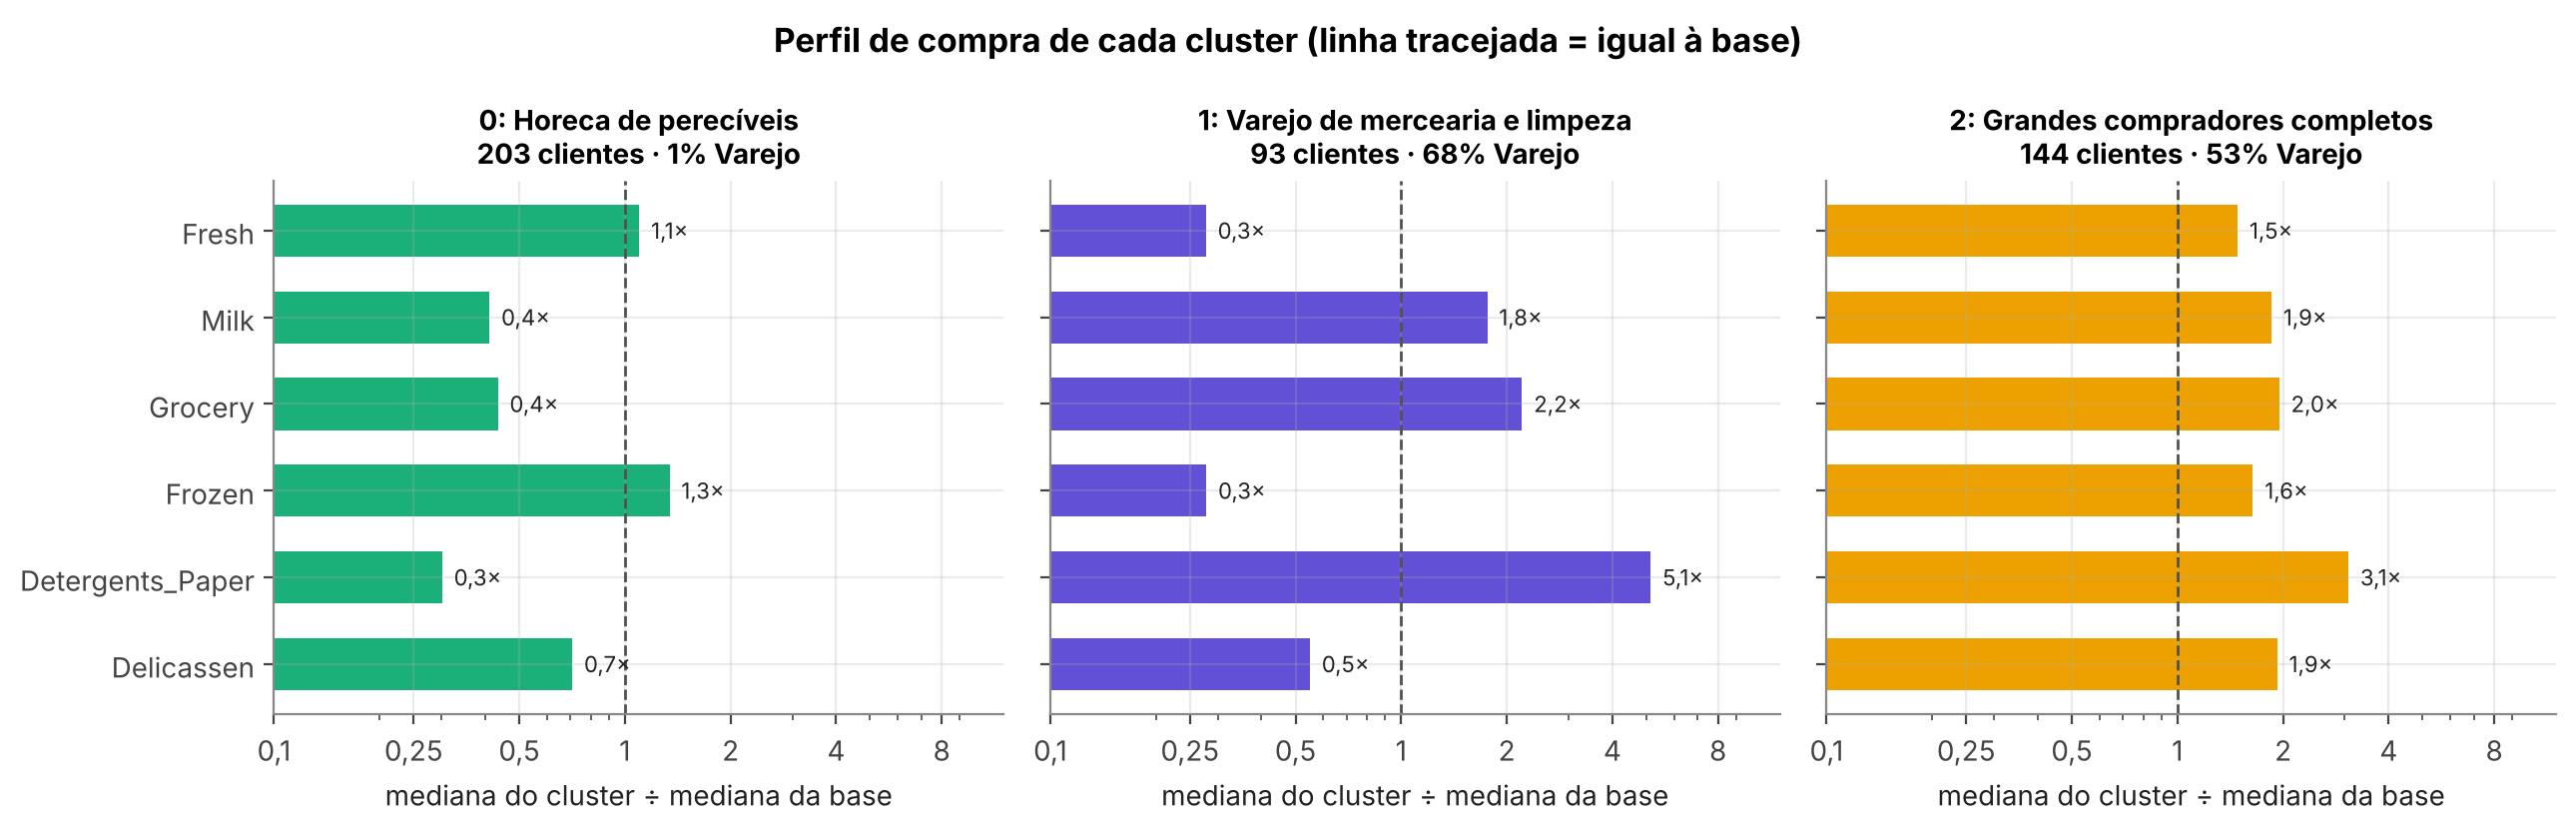 Perfil de compra de cada cluster (linha tracejada = igual à base)
0: Horeca de perecíveis
203 clientes · 1% Varejo
1: Varejo de mercearia e limpeza
93 clientes · 68% Varejo
2: Grandes compradores completos
144 clientes · 53% Varejo
Fresh 1,1× 0,3× 1,5×
Milk 0,4× 1,8× 1,9×
Grocery 0,4× 2,2× 2,0×
Frozen 1,3× 0,3× 1,6×
Detergents_Paper 0,3× 5,1× 3,1×
Delicassen 0,7× 0,5× 1,9×
0,1 0,25 0,5 1 2 4 8
0,1 0,25 0,5 1 2 4 8
0,1 0,25 0,5 1 2 4 8
mediana do cluster ÷ mediana da base
mediana do cluster ÷ mediana da base
mediana do cluster ÷ mediana da base